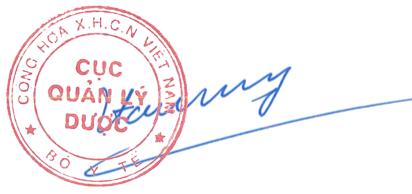 CỘNG HÒA X.H.C.N VIỆT NAM
CỤC
QUẢN LÝ
DƯỢC
BỘ Y TẾ